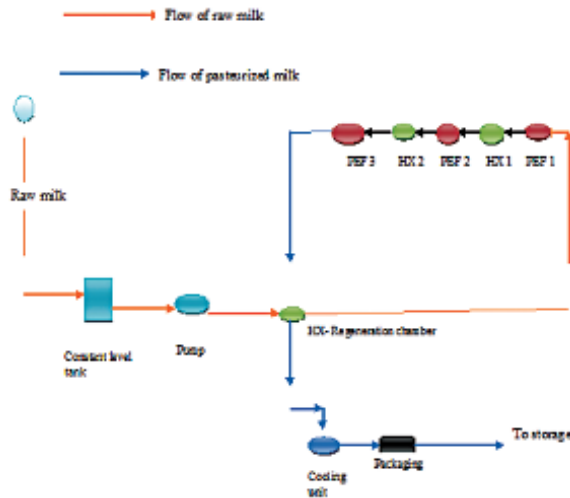 Flow of raw milk
Flow of pasteurized milk
PEF 3
HX 2
PEF 2
HX 1
PEF 1
Raw milk
HX- Regeneration chamber
Pump
Constant level
tank
To storage
Packaging
Cooling
unit